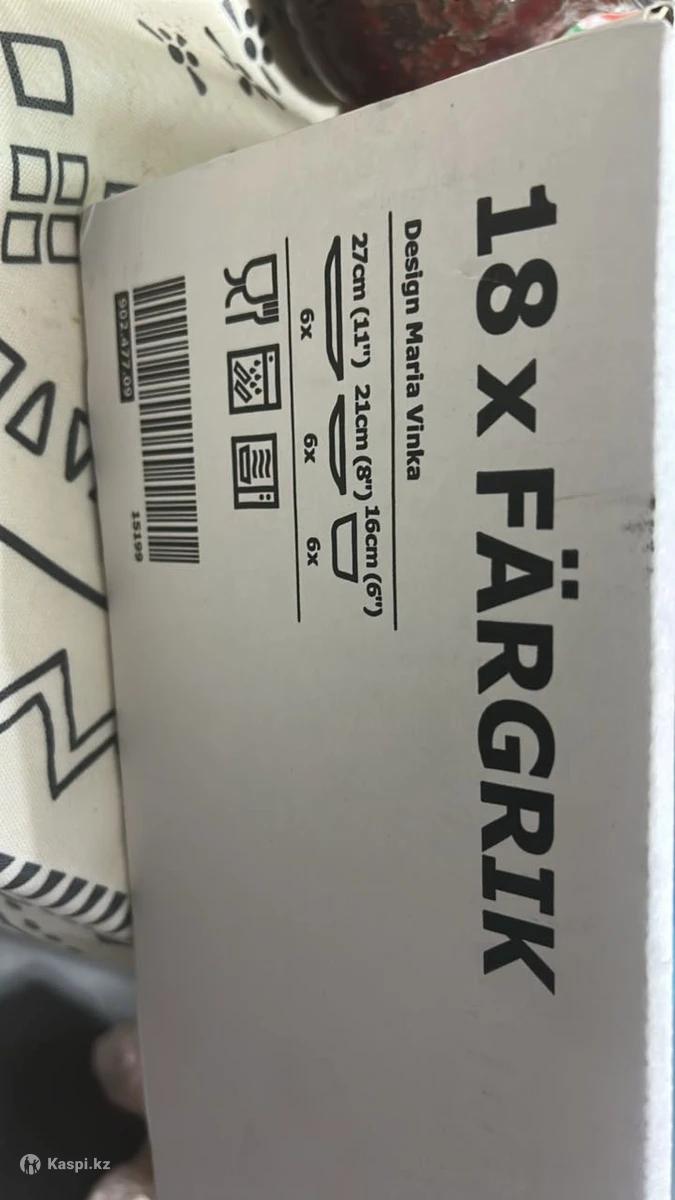 18 x FÄRGRIK
Design Maria Vinka
27cm (11") 21cm (8") 16cm (6")
6x 6x 6x
902.477.09
15199
Kaspi.kz